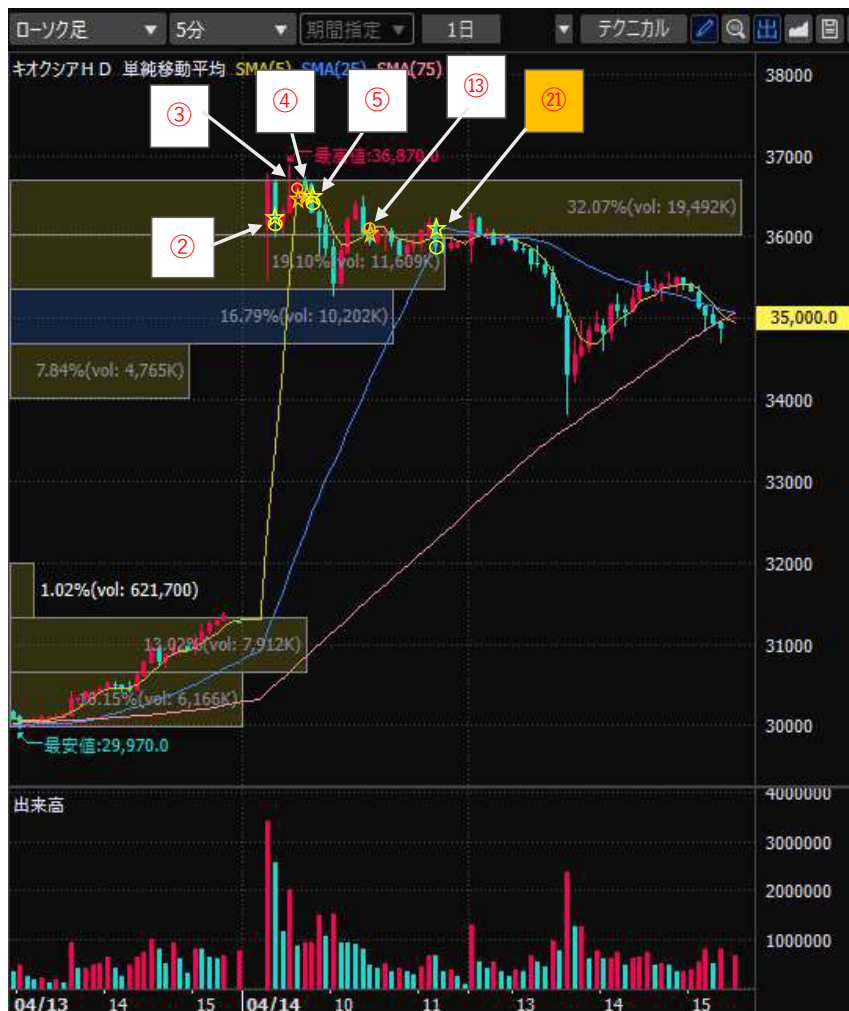 ローソク足 ▼ 5分 ▼ 期間指定 ▼ 1日 ▼ テクニカル 出
キオクシアHD 単純移動平均 SMA(5) SMA(25) SMA(75)
38000
③ ④ ⑤ ⑬ ㉑
最高値:36,870.0
37000
32.07%(vol: 19,492K)
②
36000
19.10%(vol: 11,609K)
16.79%(vol: 10,202K)
35,000.0
7.84%(vol: 4,765K)
34000
33000
32000
1.02%(vol: 621,700)
13.02%(vol: 7,912K)
31000
.15%(vol: 6,166K)
30000
最安値:29,970.0
出来高
4000000
3000000
2000000
1000000
04/13 14 15 04/14 10 11 13 14 15